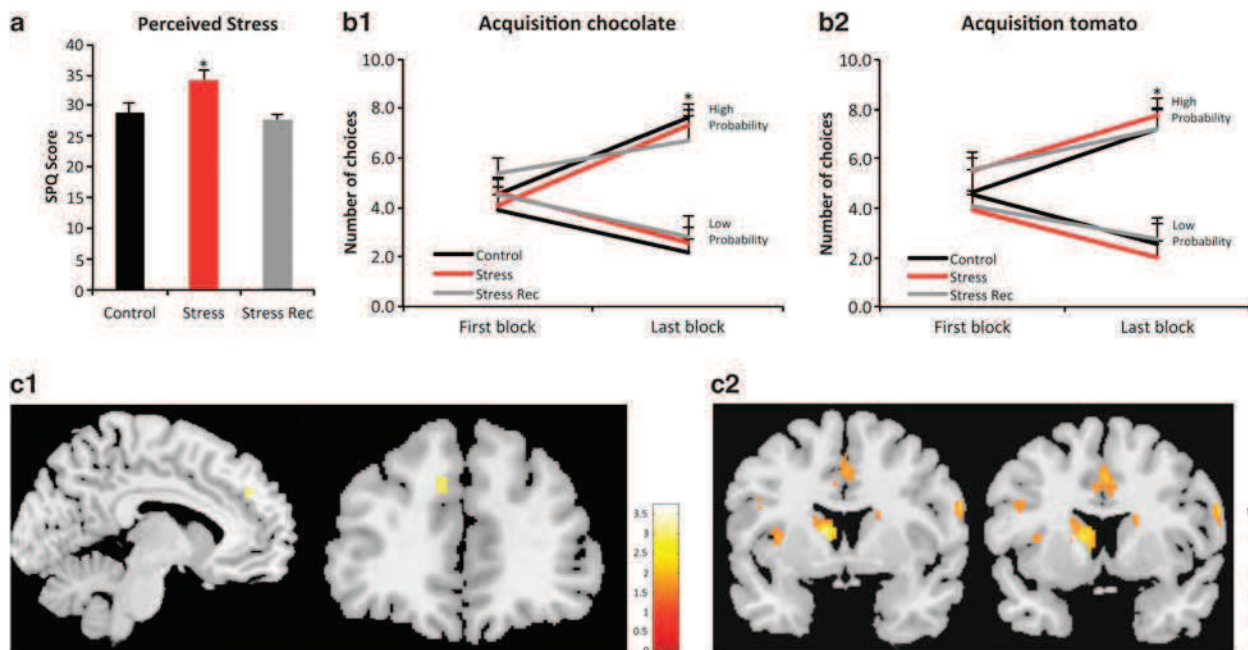 a
Perceived Stress
SPQ Score
40
35
30
25
20
15
10
5
0
*
Control
Stress
Stress Rec
b1
Acquisition chocolate
Number of choices
10.0
8.0
6.0
4.0
2.0
0.0
*
High
Probability
Low
Probability
Control
Stress
Stress Rec
First block
Last block
b2
Acquisition tomato
Number of choices
10.0
8.0
6.0
4.0
2.0
0.0
*
High
Probability
Low
Probability
Control
Stress
Stress Rec
First block
Last block
c1
3.5
3
2.5
2
1.5
1
0.5
0
c2